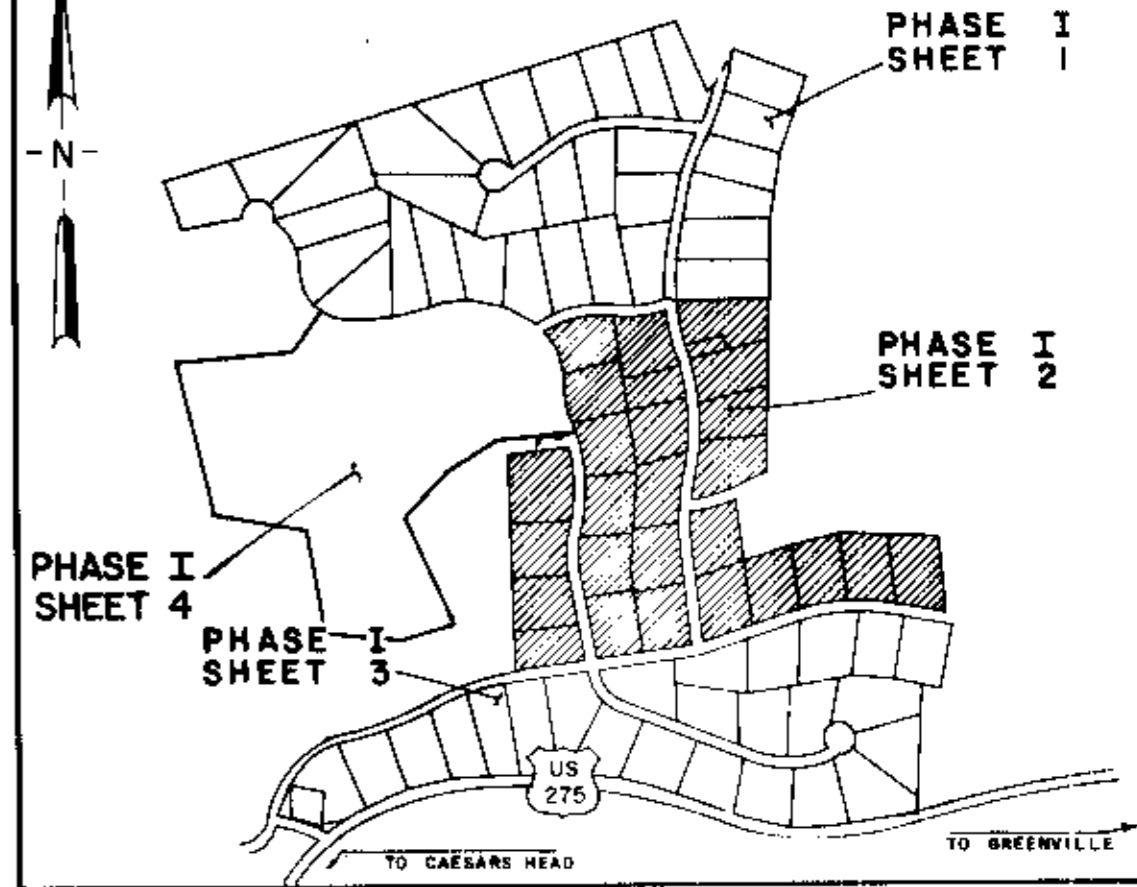 PHASE I
SHEET 1
- N -
PHASE I
SHEET 2
PHASE I
SHEET 4
PHASE I
SHEET 3
US
275
TO GREENVILLE
TO CAESARS HEAD